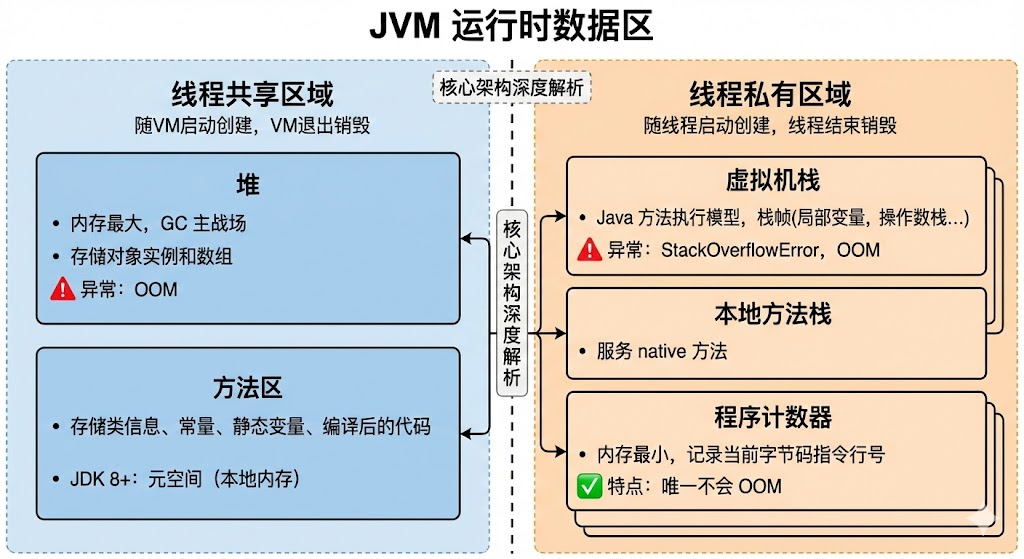 JVM 运行时数据区
核心架构深度解析
线程共享区域
随VM启动创建，VM退出销毁
堆
• 内存最大，GC 主战场
• 存储对象实例和数组
异常：OOM
方法区
• 存储类信息、常量、静态变量、编译后的代码
• JDK 8+：元空间（本地内存）
核心架构深度解析
线程私有区域
随线程启动创建，线程结束销毁
虚拟机栈
• Java 方法执行模型，栈帧(局部变量，操作数栈...)
异常：StackOverflowError，OOM
本地方法栈
• 服务 native 方法
程序计数器
• 内存最小，记录当前字节码指令行号
特点：唯一不会 OOM